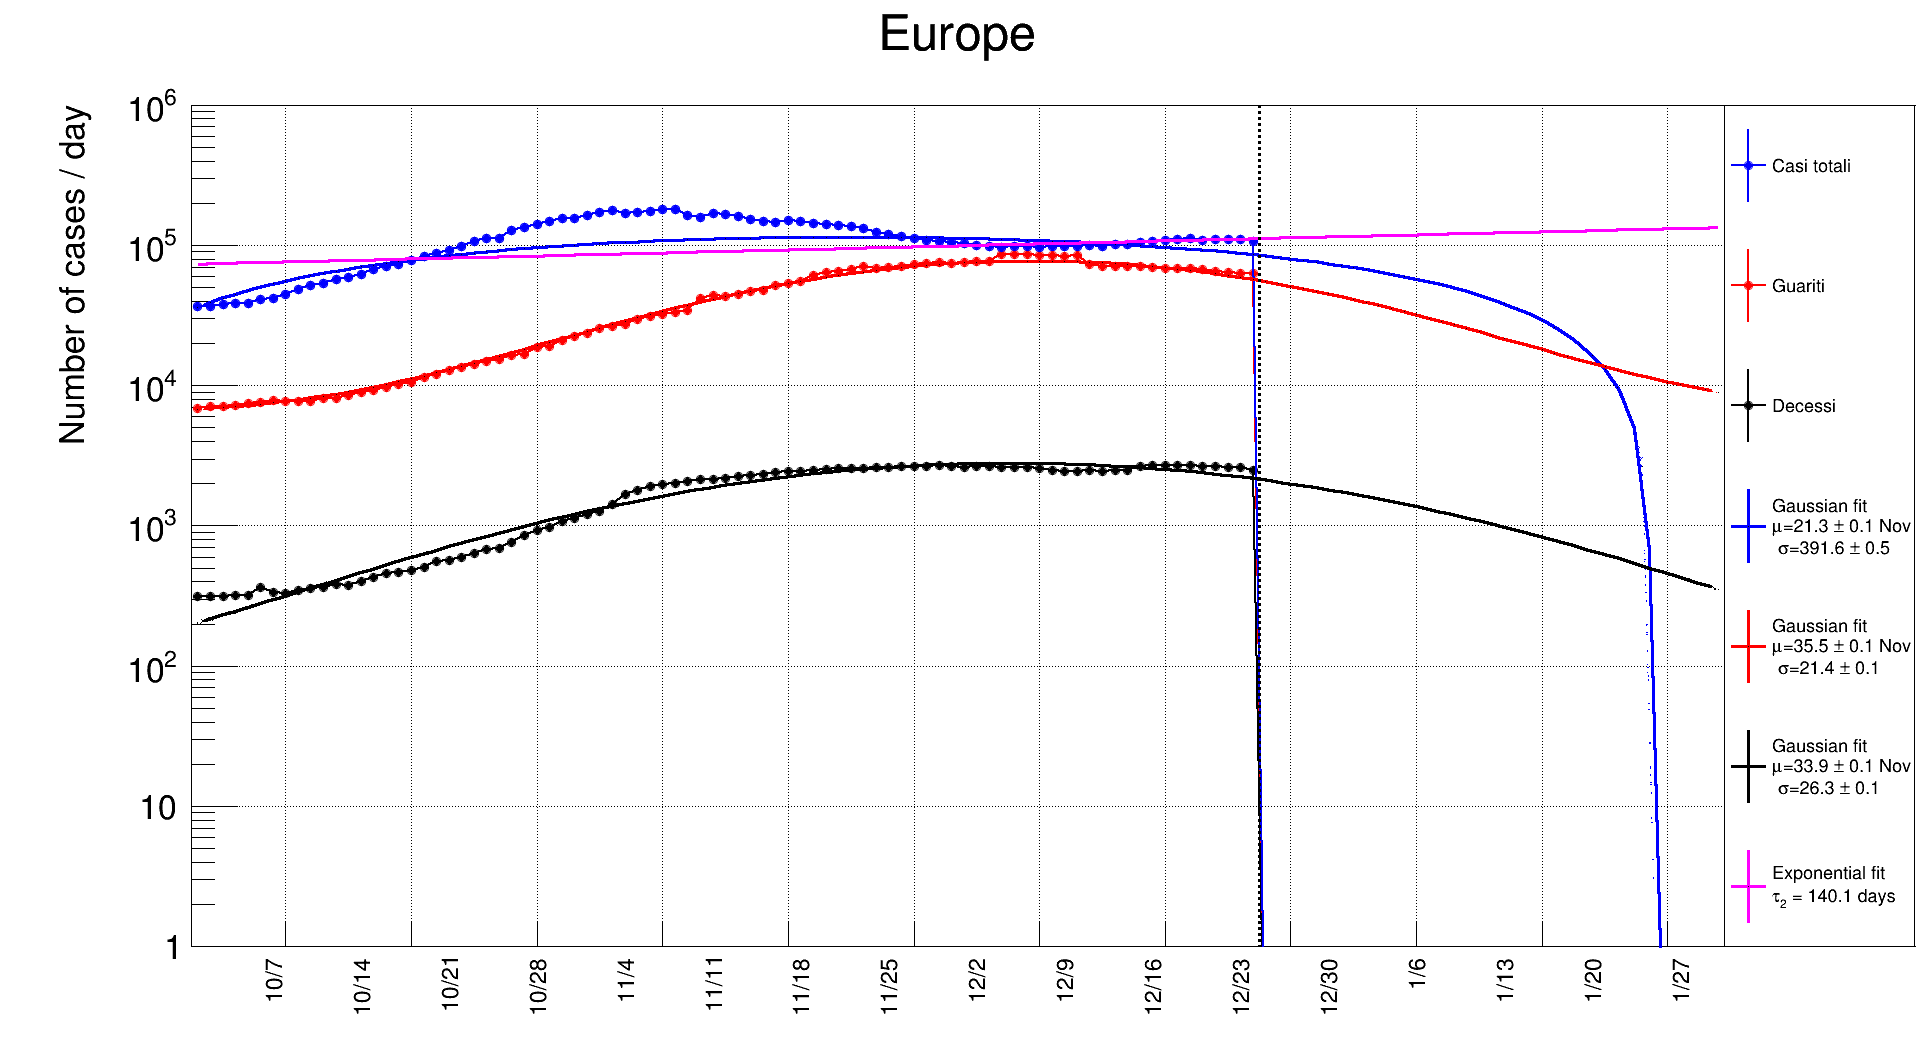 Europe
Number of cases / day
10^6
10^5
10^4
10^3
10^2
10
1
10/7
10/14
10/21
10/28
11/4
11/11
11/18
11/25
12/2
12/9
12/16
12/23
12/30
1/6
1/13
1/20
1/27
Casi totali
Guariti
Decessi
Gaussian fit
μ=21.3 ± 0.1 Nov
σ=391.6 ± 0.5
Gaussian fit
μ=35.5 ± 0.1 Nov
σ=21.4 ± 0.1
Gaussian fit
μ=33.9 ± 0.1 Nov
σ=26.3 ± 0.1
Exponential fit
τ₂ = 140.1 days